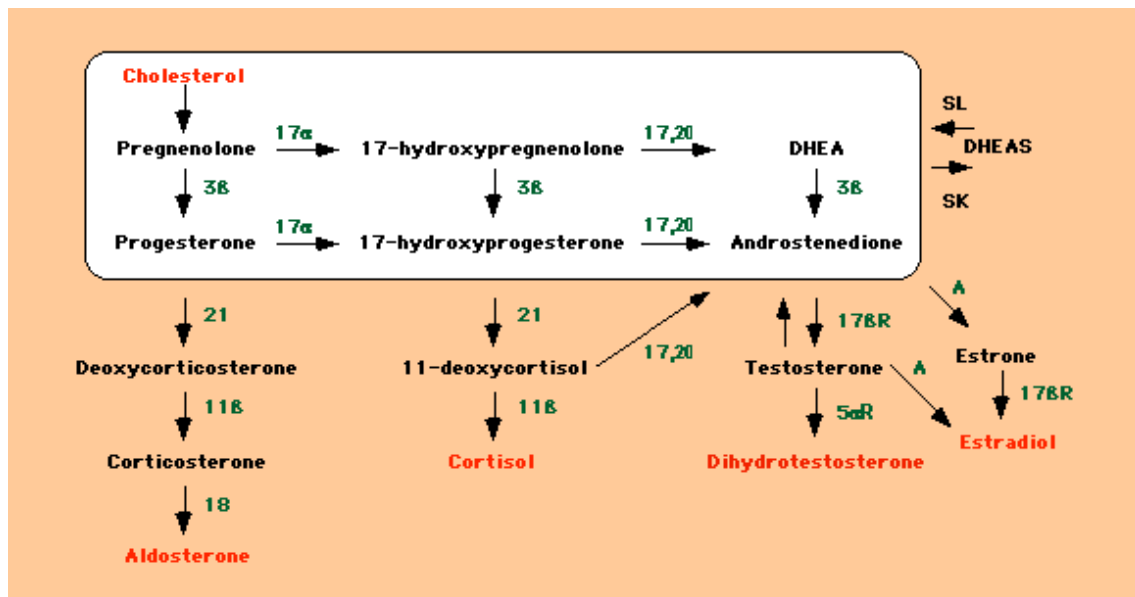 Cholesterol
SL
17α
17,20
Pregnenolone
17-hydroxypregnenolone
DHEA
DHEAS
3ß
3ß
3ß
SK
17α
17,20
Progesterone
17-hydroxyprogesterone
Androstenedione
A
21
21
17ßR
17,20
Estrone
Deoxycorticosterone
11-deoxycortisol
Testosterone
A
17ßR
11ß
11ß
5αR
Estradiol
Corticosterone
Cortisol
Dihydrotestosterone
18
Aldosterone